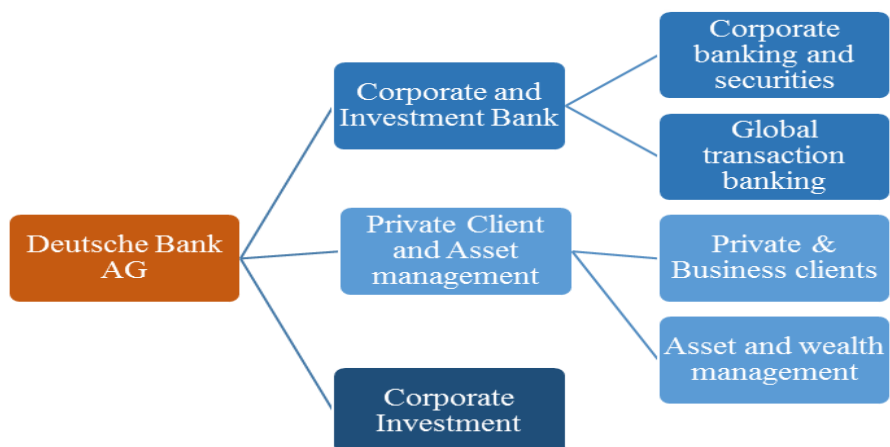 Deutsche Bank
AG
Corporate and
Investment Bank
Corporate
banking and
securities
Global
transaction
banking
Private Client
and Asset
management
Private &
Business clients
Asset and wealth
management
Corporate
Investment